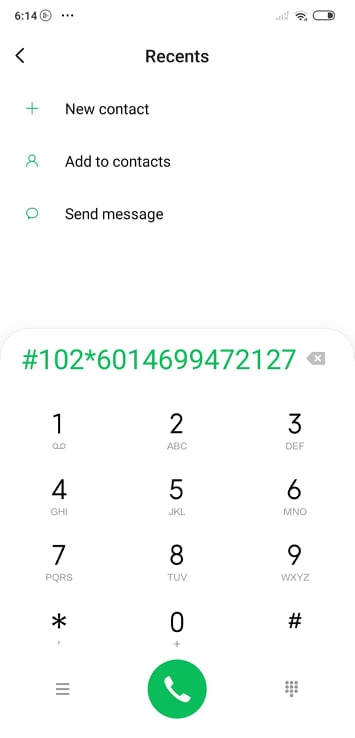 6:14
Recents
New contact
Add to contacts
Send message
#102*6014699472127
1 2 3
ABC DEF
4 5 6
GHI JKL MNO
7 8 9
PQRS TUV WXYZ
* 0 #
, +